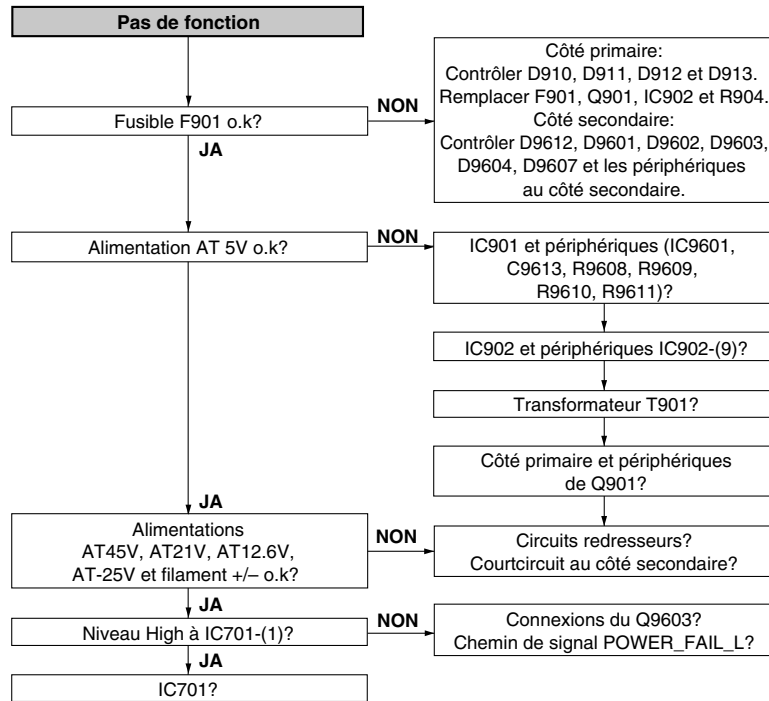 Pas de fonction
Fusible F901 o.k?
NON
Côté primaire:
Contrôler D910, D911, D912 et D913.
Remplacer F901, Q901, IC902 et R904.
Côté secondaire:
Contrôler D9612, D9601, D9602, D9603,
D9604, D9607 et les périphériques
au côté secondaire.
JA
Alimentation AT 5V o.k?
NON
IC901 et périphériques (IC9601,
C9613, R9608, R9609,
R9610, R9611)?
IC902 et périphériques IC902-(9)?
Transformateur T901?
Côté primaire et périphériques
de Q901?
JA
Alimentations
AT45V, AT21V, AT12.6V,
AT-25V et filament +/– o.k?
NON
Circuits redresseurs?
Courtcircuit au côté secondaire?
JA
Niveau High à IC701-(1)?
NON
Connexions du Q9603?
Chemin de signal POWER_FAIL_L?
JA
IC701?